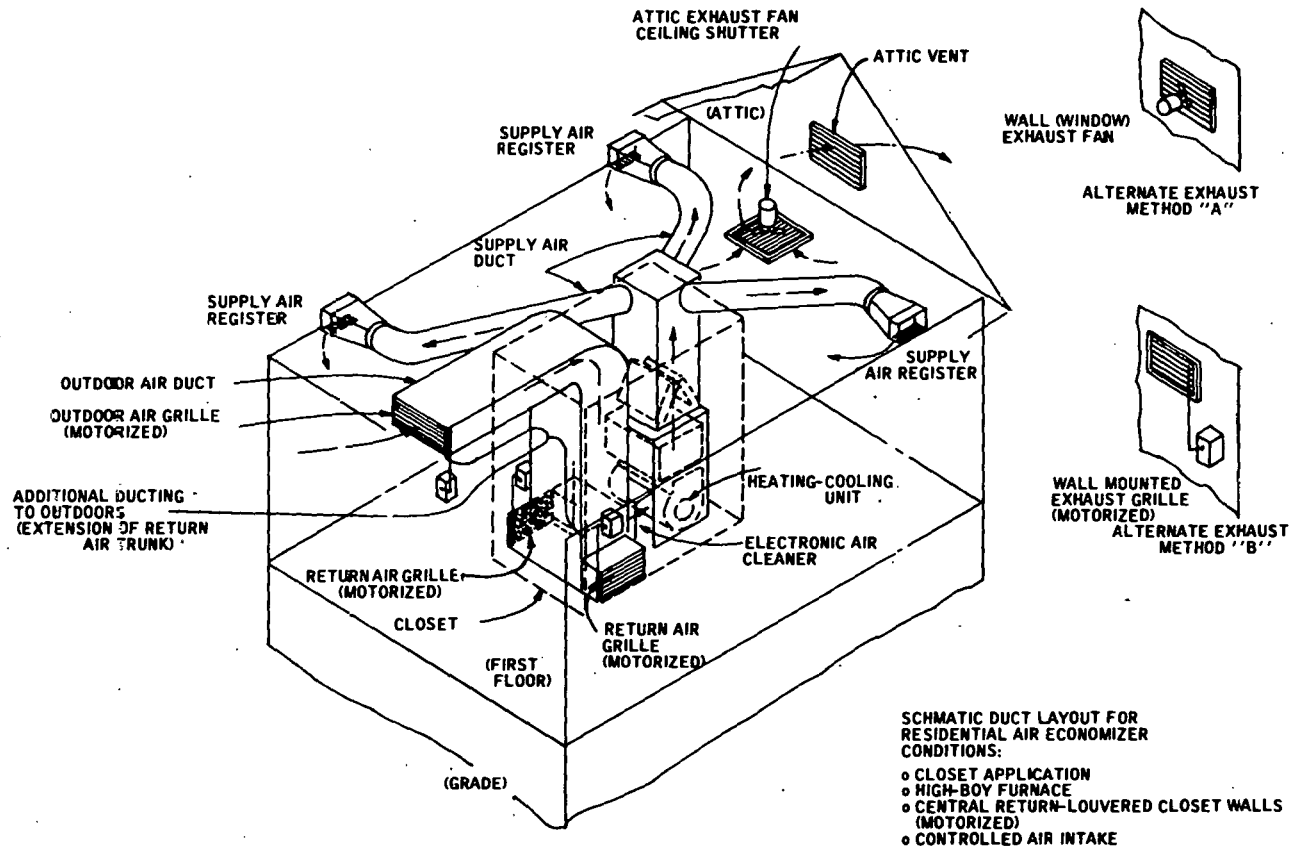 ATTIC EXHAUST FAN
CEILING SHUTTER
ATTIC VENT
(ATTIC)
SUPPLY AIR
REGISTER
WALL (WINDOW)
EXHAUST FAN
ALTERNATE EXHAUST
METHOD "A"
SUPPLY AIR
DUCT
SUPPLY AIR
REGISTER
SUPPLY
AIR REGISTER
OUTDOOR AIR DUCT
OUTDOOR AIR GRILLE
(MOTORIZED)
ADDITIONAL DUCTING
TO OUTDOORS
(EXTENSION OF RETURN
AIR TRUNK)
HEATING-COOLING
UNIT
WALL MOUNTED
EXHAUST GRILLE
(MOTORIZED)
ALTERNATE EXHAUST
METHOD "B"
ELECTRONIC AIR
CLEANER
RETURN AIR GRILLE
(MOTORIZED)
CLOSET
RETURN AIR
GRILLE
(MOTORIZED)
(FIRST
FLOOR)
(GRADE)
SCHMATIC DUCT LAYOUT FOR
RESIDENTIAL AIR ECONOMIZER
CONDITIONS:
o CLOSET APPLICATION
o HIGH-BOY FURNACE
o CENTRAL RETURN-LOUVERED CLOSET WALLS
(MOTORIZED)
o CONTROLLED AIR INTAKE